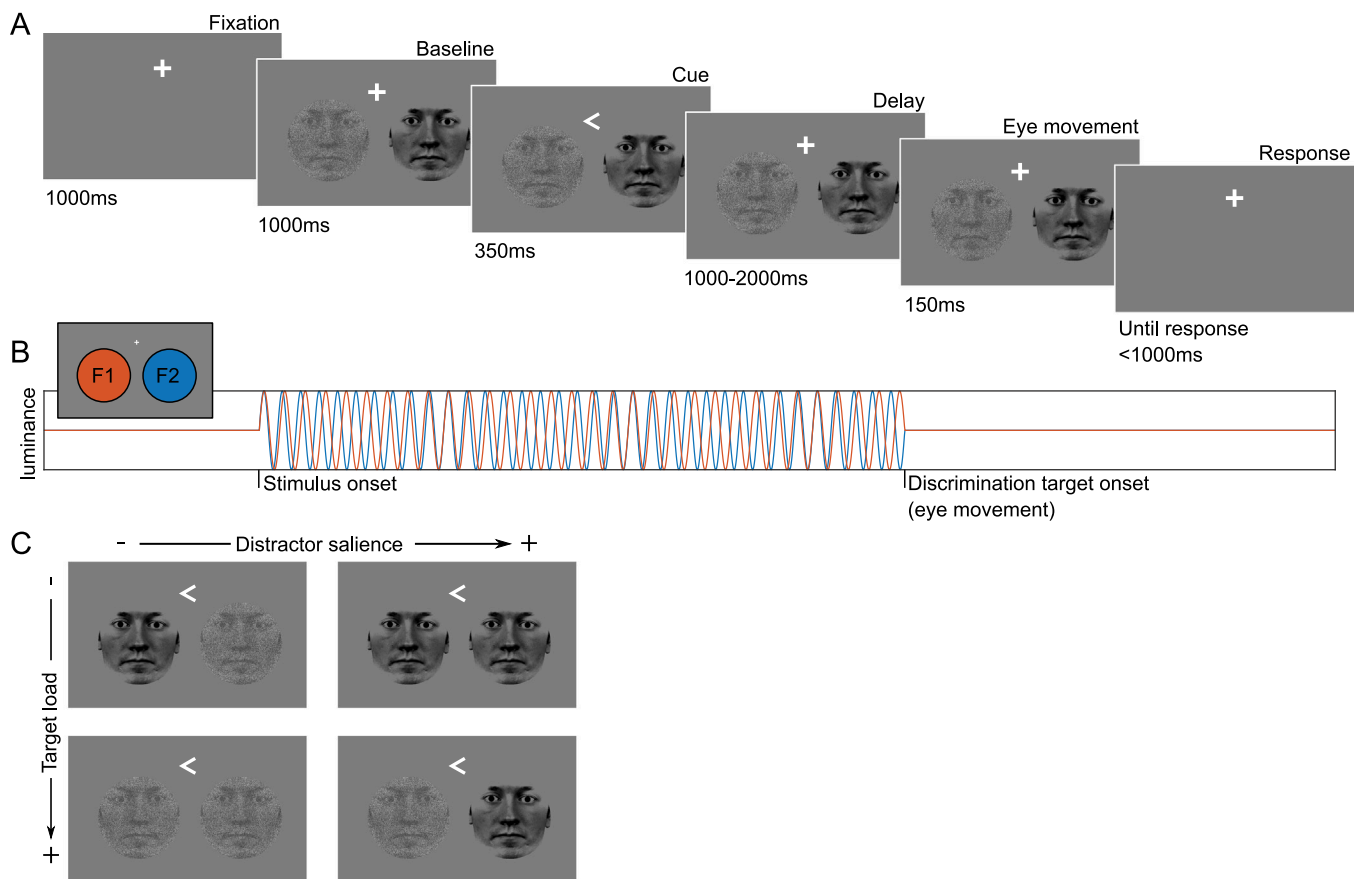 A
Fixation
1000ms
Baseline
1000ms
Cue
350ms
Delay
1000-2000ms
Eye movement
150ms
Response
Until response
<1000ms
B
F1 F2
luminance
Stimulus onset
Discrimination target onset
(eye movement)
C
- Distractor salience +
-
Target load
+